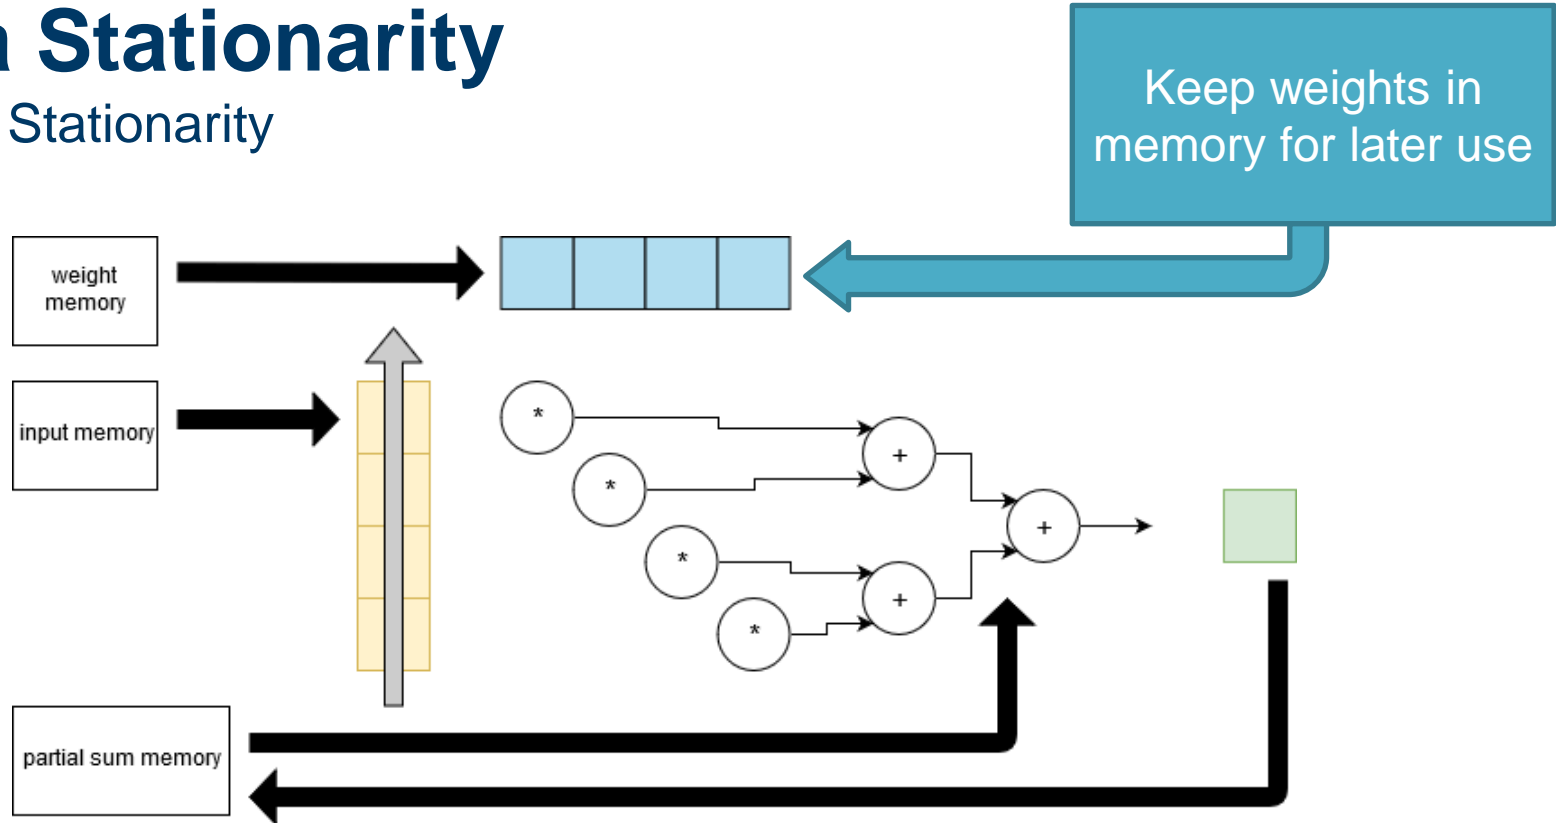 a Stationarity
Stationarity
Keep weights in
memory for later use
weight
memory
input memory
*
*
*
*
+
+
+
partial sum memory